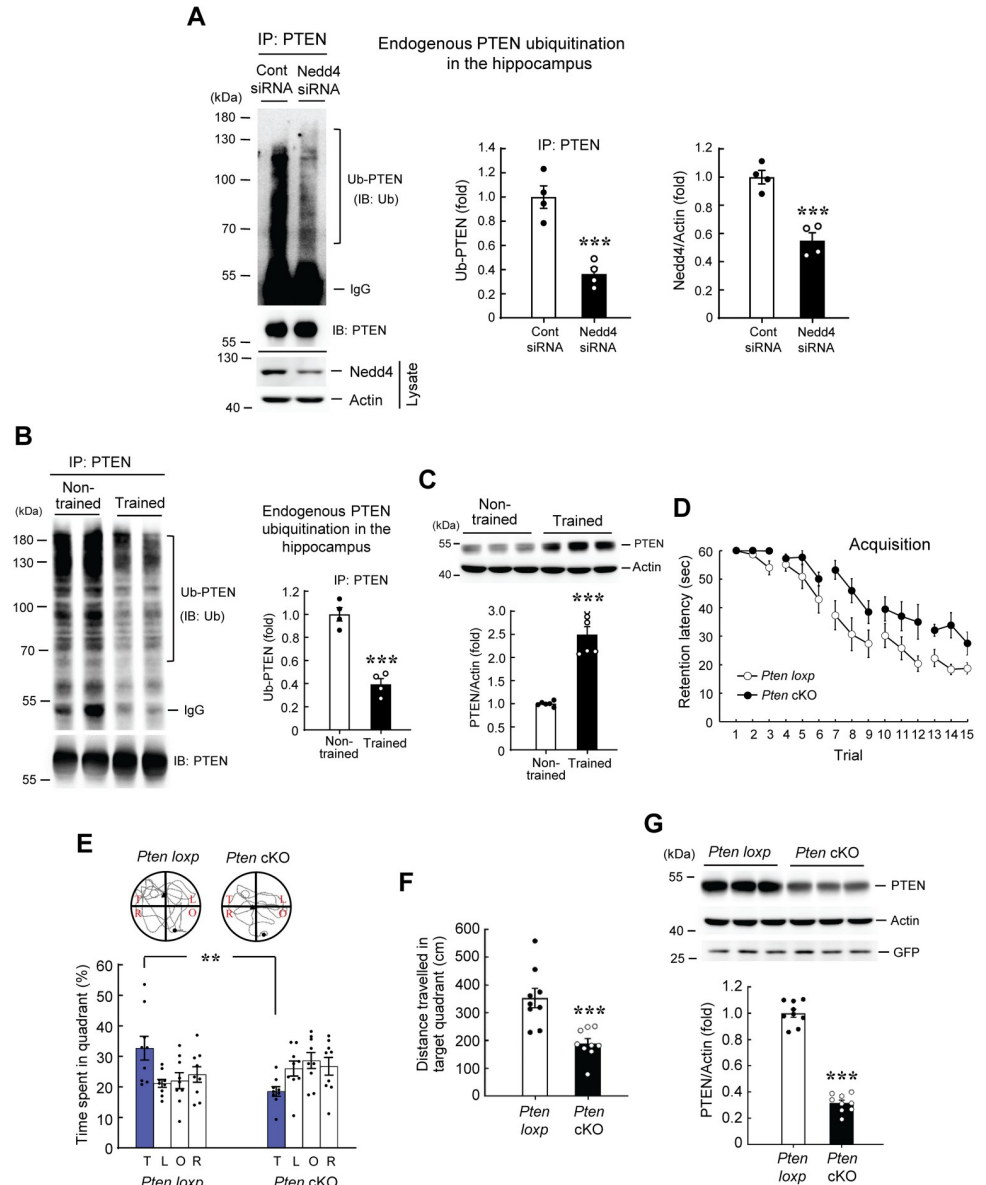 A
IP: PTEN
Endogenous PTEN ubiquitination
in the hippocampus
Cont Nedd4
siRNA siRNA
(kDa)
180
130
100
70
55
Ub-PTEN
(IB: Ub)
IgG
IB: PTEN
55
130
Nedd4
Actin
40
Lysate
IP: PTEN
Ub-PTEN (fold)
1.4
1.2
1.0
0.8
0.6
0.4
0.2
0
***
Cont Nedd4
siRNA siRNA
Nedd4/Actin (fold)
1.2
1.0
0.8
0.6
0.4
0.2
0
***
Cont Nedd4
siRNA siRNA
B
IP: PTEN
Non-
trained Trained
(kDa)
180
130
100
70
55
Ub-PTEN
(IB: Ub)
IgG
IB: PTEN
55
Endogenous PTEN
ubiquitination in the
hippocampus
IP: PTEN
Ub-PTEN (fold)
1.2
1.0
0.8
0.6
0.4
0.2
0
***
Non-
trained Trained
C
Non-
trained Trained
(kDa)
55
PTEN
40
Actin
PTEN/Actin (fold)
3.0
2.5
2.0
1.5
1.0
0.5
0
***
Non-
trained Trained
D
Acquisition
Retention latency (sec)
60
50
40
30
20
10
0
Pten loxp
Pten cKO
1 2 3 4 5 6 7 8 9 10 11 12 13 14 15
Trial
E
Pten loxp Pten cKO
T L
R O
T L
R O
Time spent in quadrant (%)
60
50
40
30
20
10
0
**
T L O R T L O R
Pten loxp Pten cKO
F
Distance travelled in
target quadrant (cm)
600
500
400
300
200
100
0
***
Pten Pten
loxp cKO
G
(kDa) Pten loxp Pten cKO
55
PTEN
40
Actin
25
GFP
PTEN/Actin (fold)
1.2
1.0
0.8
0.6
0.4
0.2
0
***
Pten Pten
loxp cKO